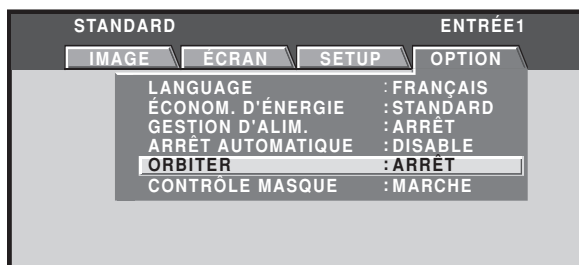 STANDARD ENTRÉE1
IMAGE ÉCRAN SETUP OPTION
LANGUAGE :FRANÇAIS
ÉCONOM. D'ÉNERGIE :STANDARD
GESTION D'ALIM. :ARRÊT
ARRÊT AUTOMATIQUE :DISABLE
ORBITER :ARRÊT
CONTRÔLE MASQUE :MARCHE